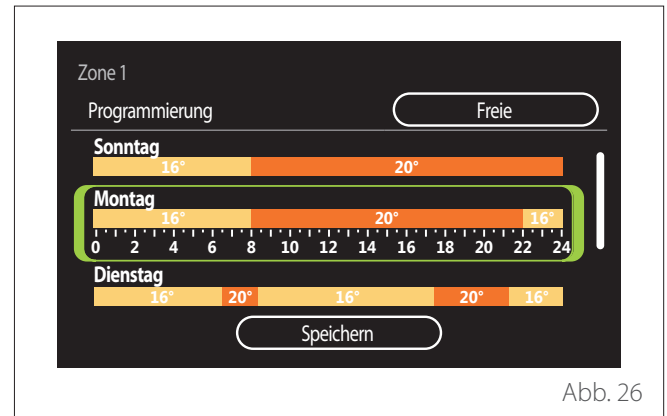 Zone 1
Programmierung Freie
Sonntag
16° 20°
Montag
16° 20° 16°
0 2 4 6 8 10 12 14 16 18 20 22 24
Dienstag
16° 20° 16° 20° 16°
Speichern
Abb. 26